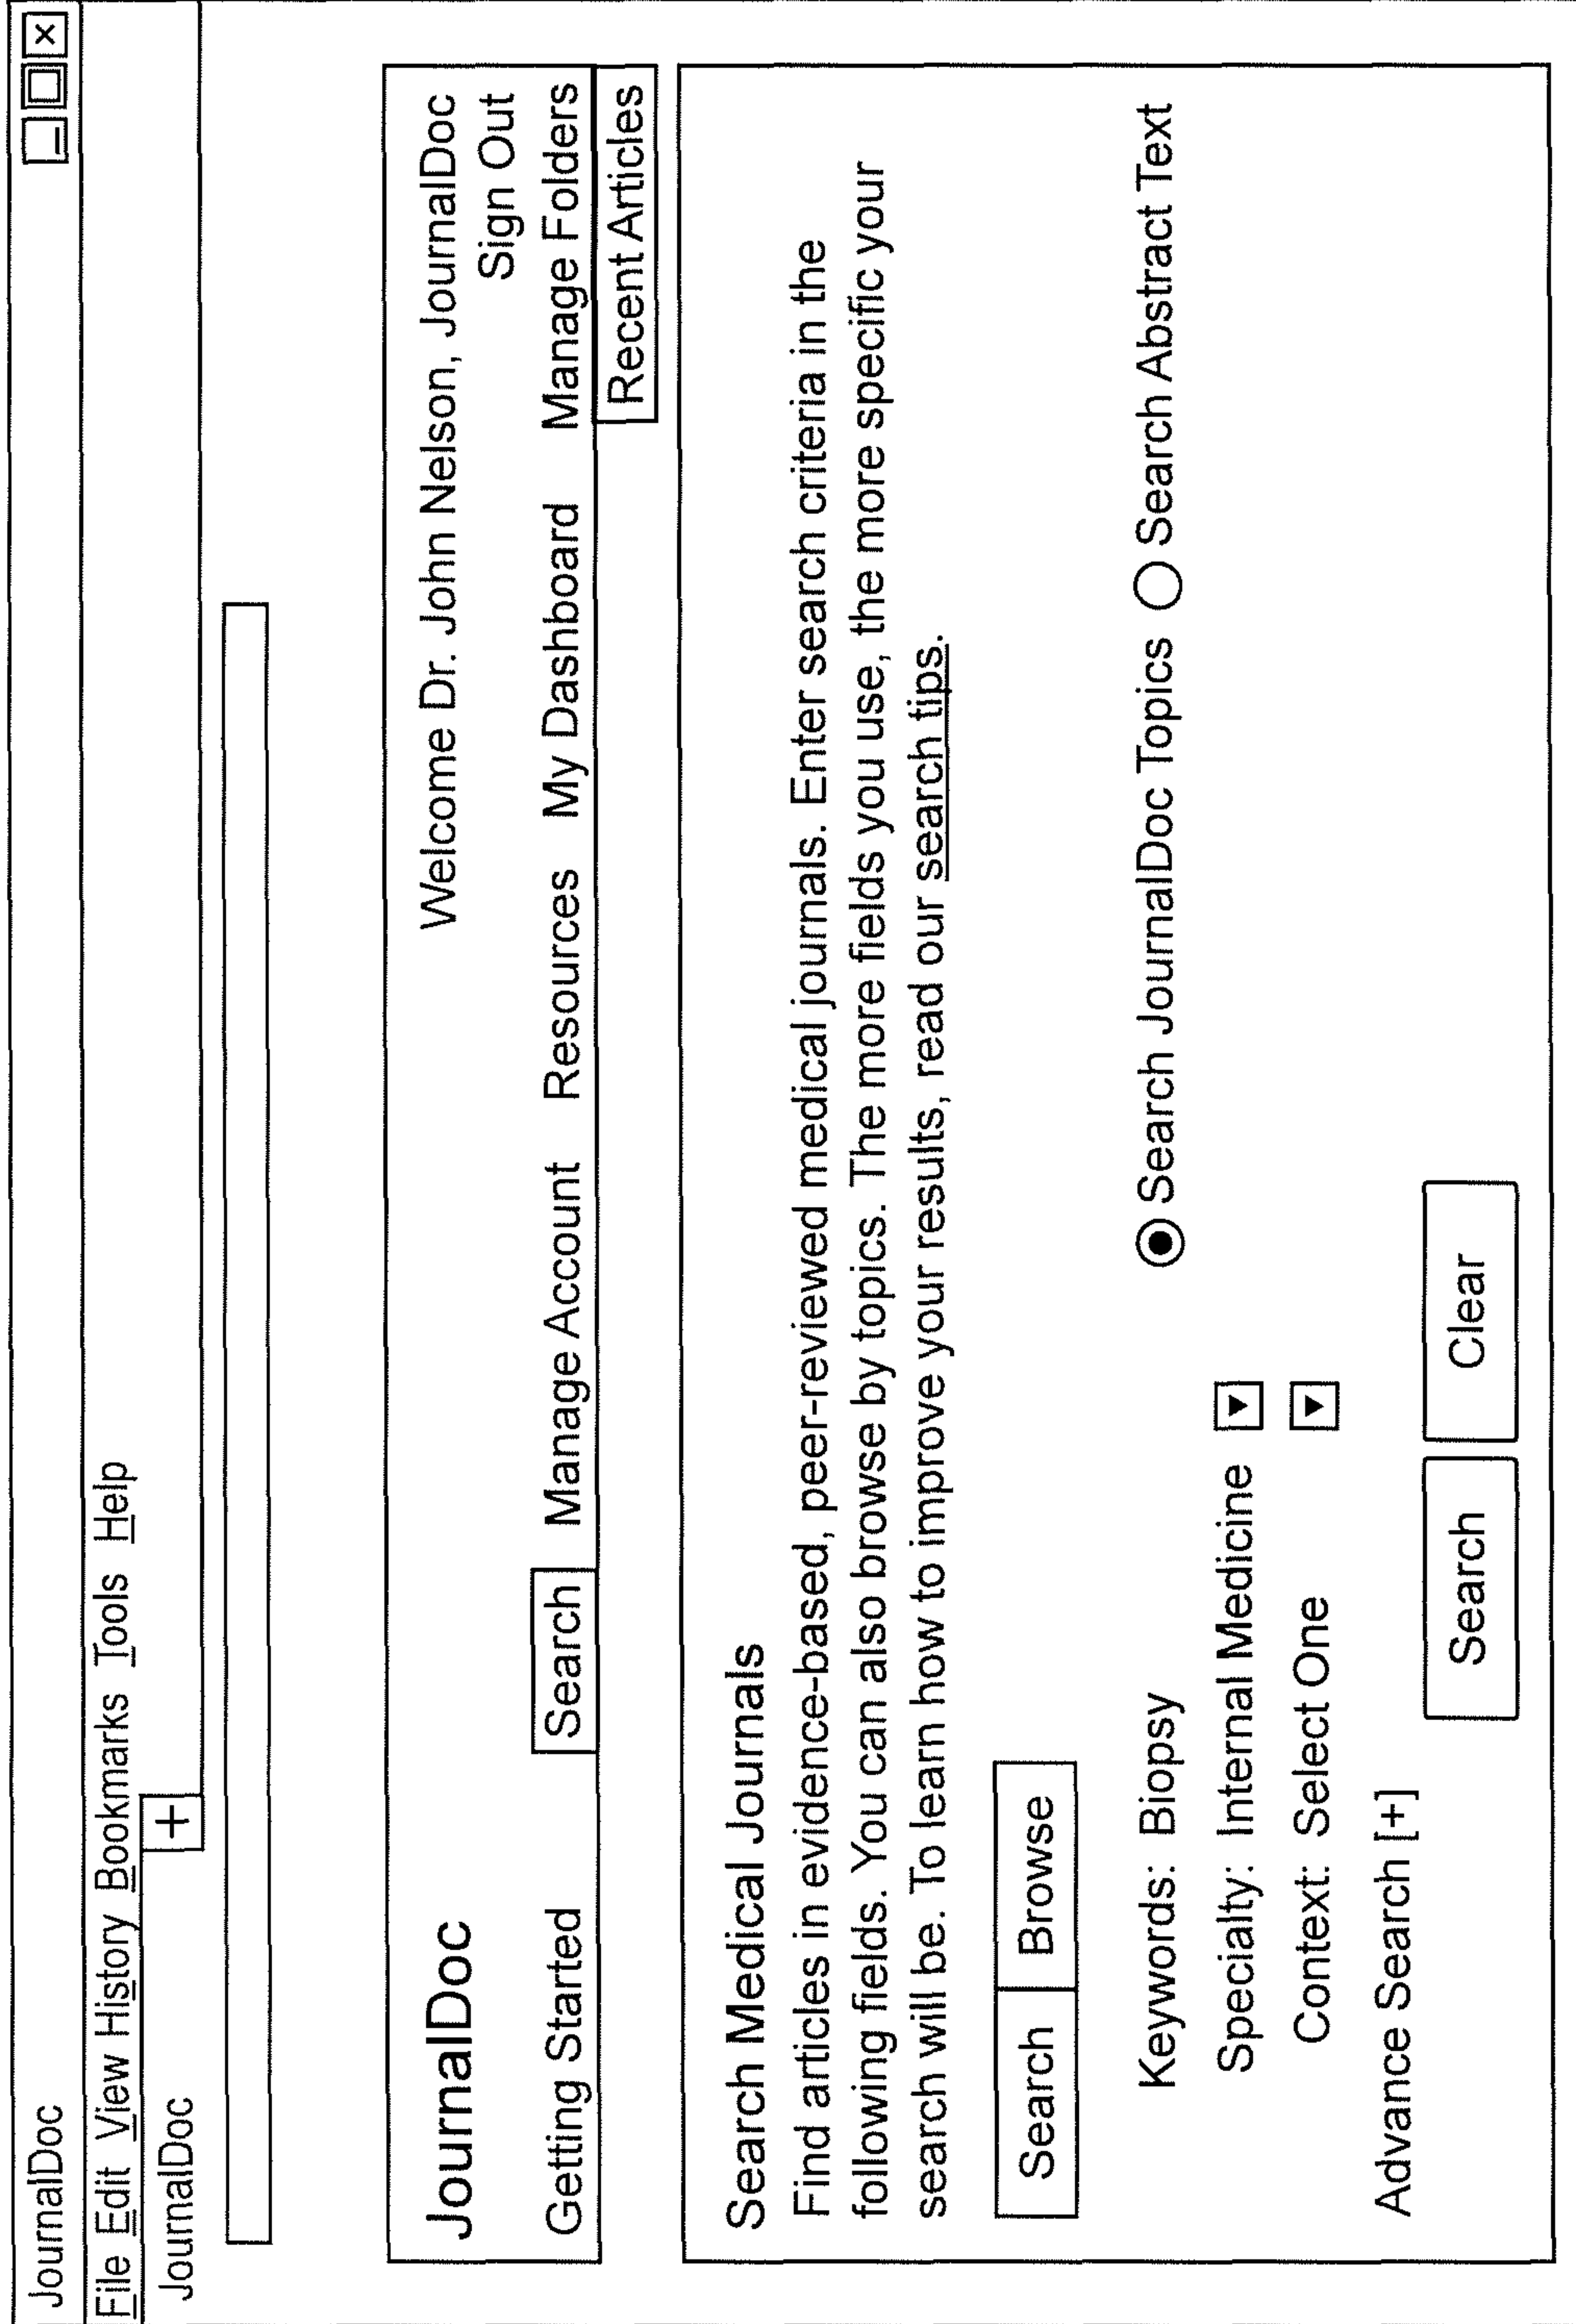 JournalDoc
File Edit View History Bookmarks Tools Help
JournalDoc +
Welcome Dr. John Nelson, JournalDoc
JournalDoc
Sign Out
Getting Started Search Manage Account Resources My Dashboard Manage Folders
Recent Articles
Search Medical Journals
Find articles in evidence-based, peer-reviewed medical journals. Enter search criteria in the
following fields. You can also browse by topics. The more fields you use, the more specific your
search will be. To learn how to improve your results, read our search tips.
Search Browse
Keywords: Biopsy Search JournalDoc Topics Search Abstract Text
Specialty: Internal Medicine
Context: Select One
Advance Search [+]
Search Clear